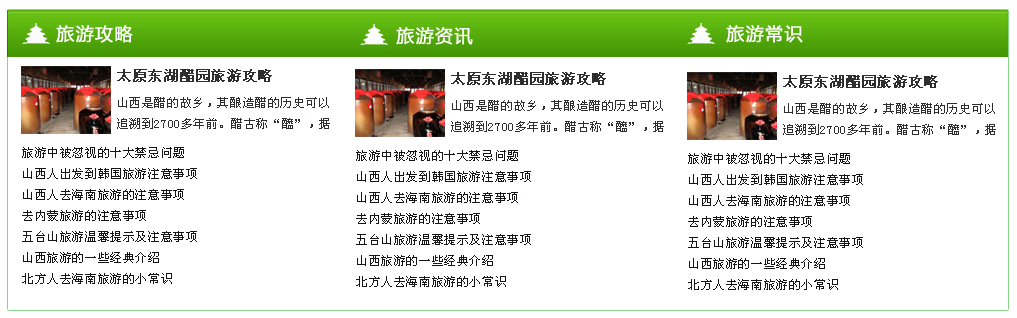 旅游攻略
太原东湖醋园旅游攻略
山西是醋的故乡，其酿造醋的历史可以
追溯到2700多年前。醋古称“醯”，据
旅游中被忽视的十大禁忌问题
山西人出发到韩国旅游注意事项
山西人去海南旅游的注意事项
去内蒙旅游的注意事项
五台山旅游温馨提示及注意事项
山西旅游的一些经典介绍
北方人去海南旅游的小常识
旅游资讯
太原东湖醋园旅游攻略
山西是醋的故乡，其酿造醋的历史可以
追溯到2700多年前。醋古称“醯”，据
旅游中被忽视的十大禁忌问题
山西人出发到韩国旅游注意事项
山西人去海南旅游的注意事项
去内蒙旅游的注意事项
五台山旅游温馨提示及注意事项
山西旅游的一些经典介绍
北方人去海南旅游的小常识
旅游常识
太原东湖醋园旅游攻略
山西是醋的故乡，其酿造醋的历史可以
追溯到2700多年前。醋古称“醯”，据
旅游中被忽视的十大禁忌问题
山西人出发到韩国旅游注意事项
山西人去海南旅游的注意事项
去内蒙旅游的注意事项
五台山旅游温馨提示及注意事项
山西旅游的一些经典介绍
北方人去海南旅游的小常识